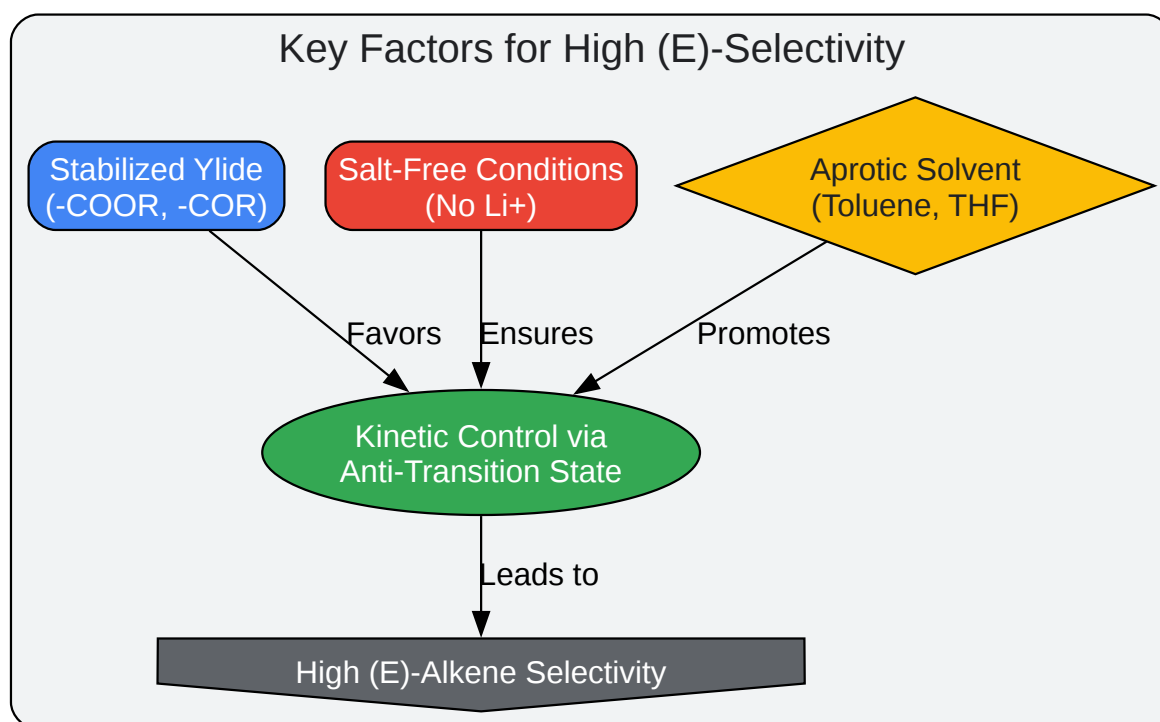 Key Factors for High (E)-Selectivity
Stabilized Ylide
(-COOR, -COR)
Salt-Free Conditions
(No Li+)
Aprotic Solvent
(Toluene, THF)
Favors
Ensures
Promotes
Kinetic Control via
Anti-Transition State
Leads to
High (E)-Alkene Selectivity